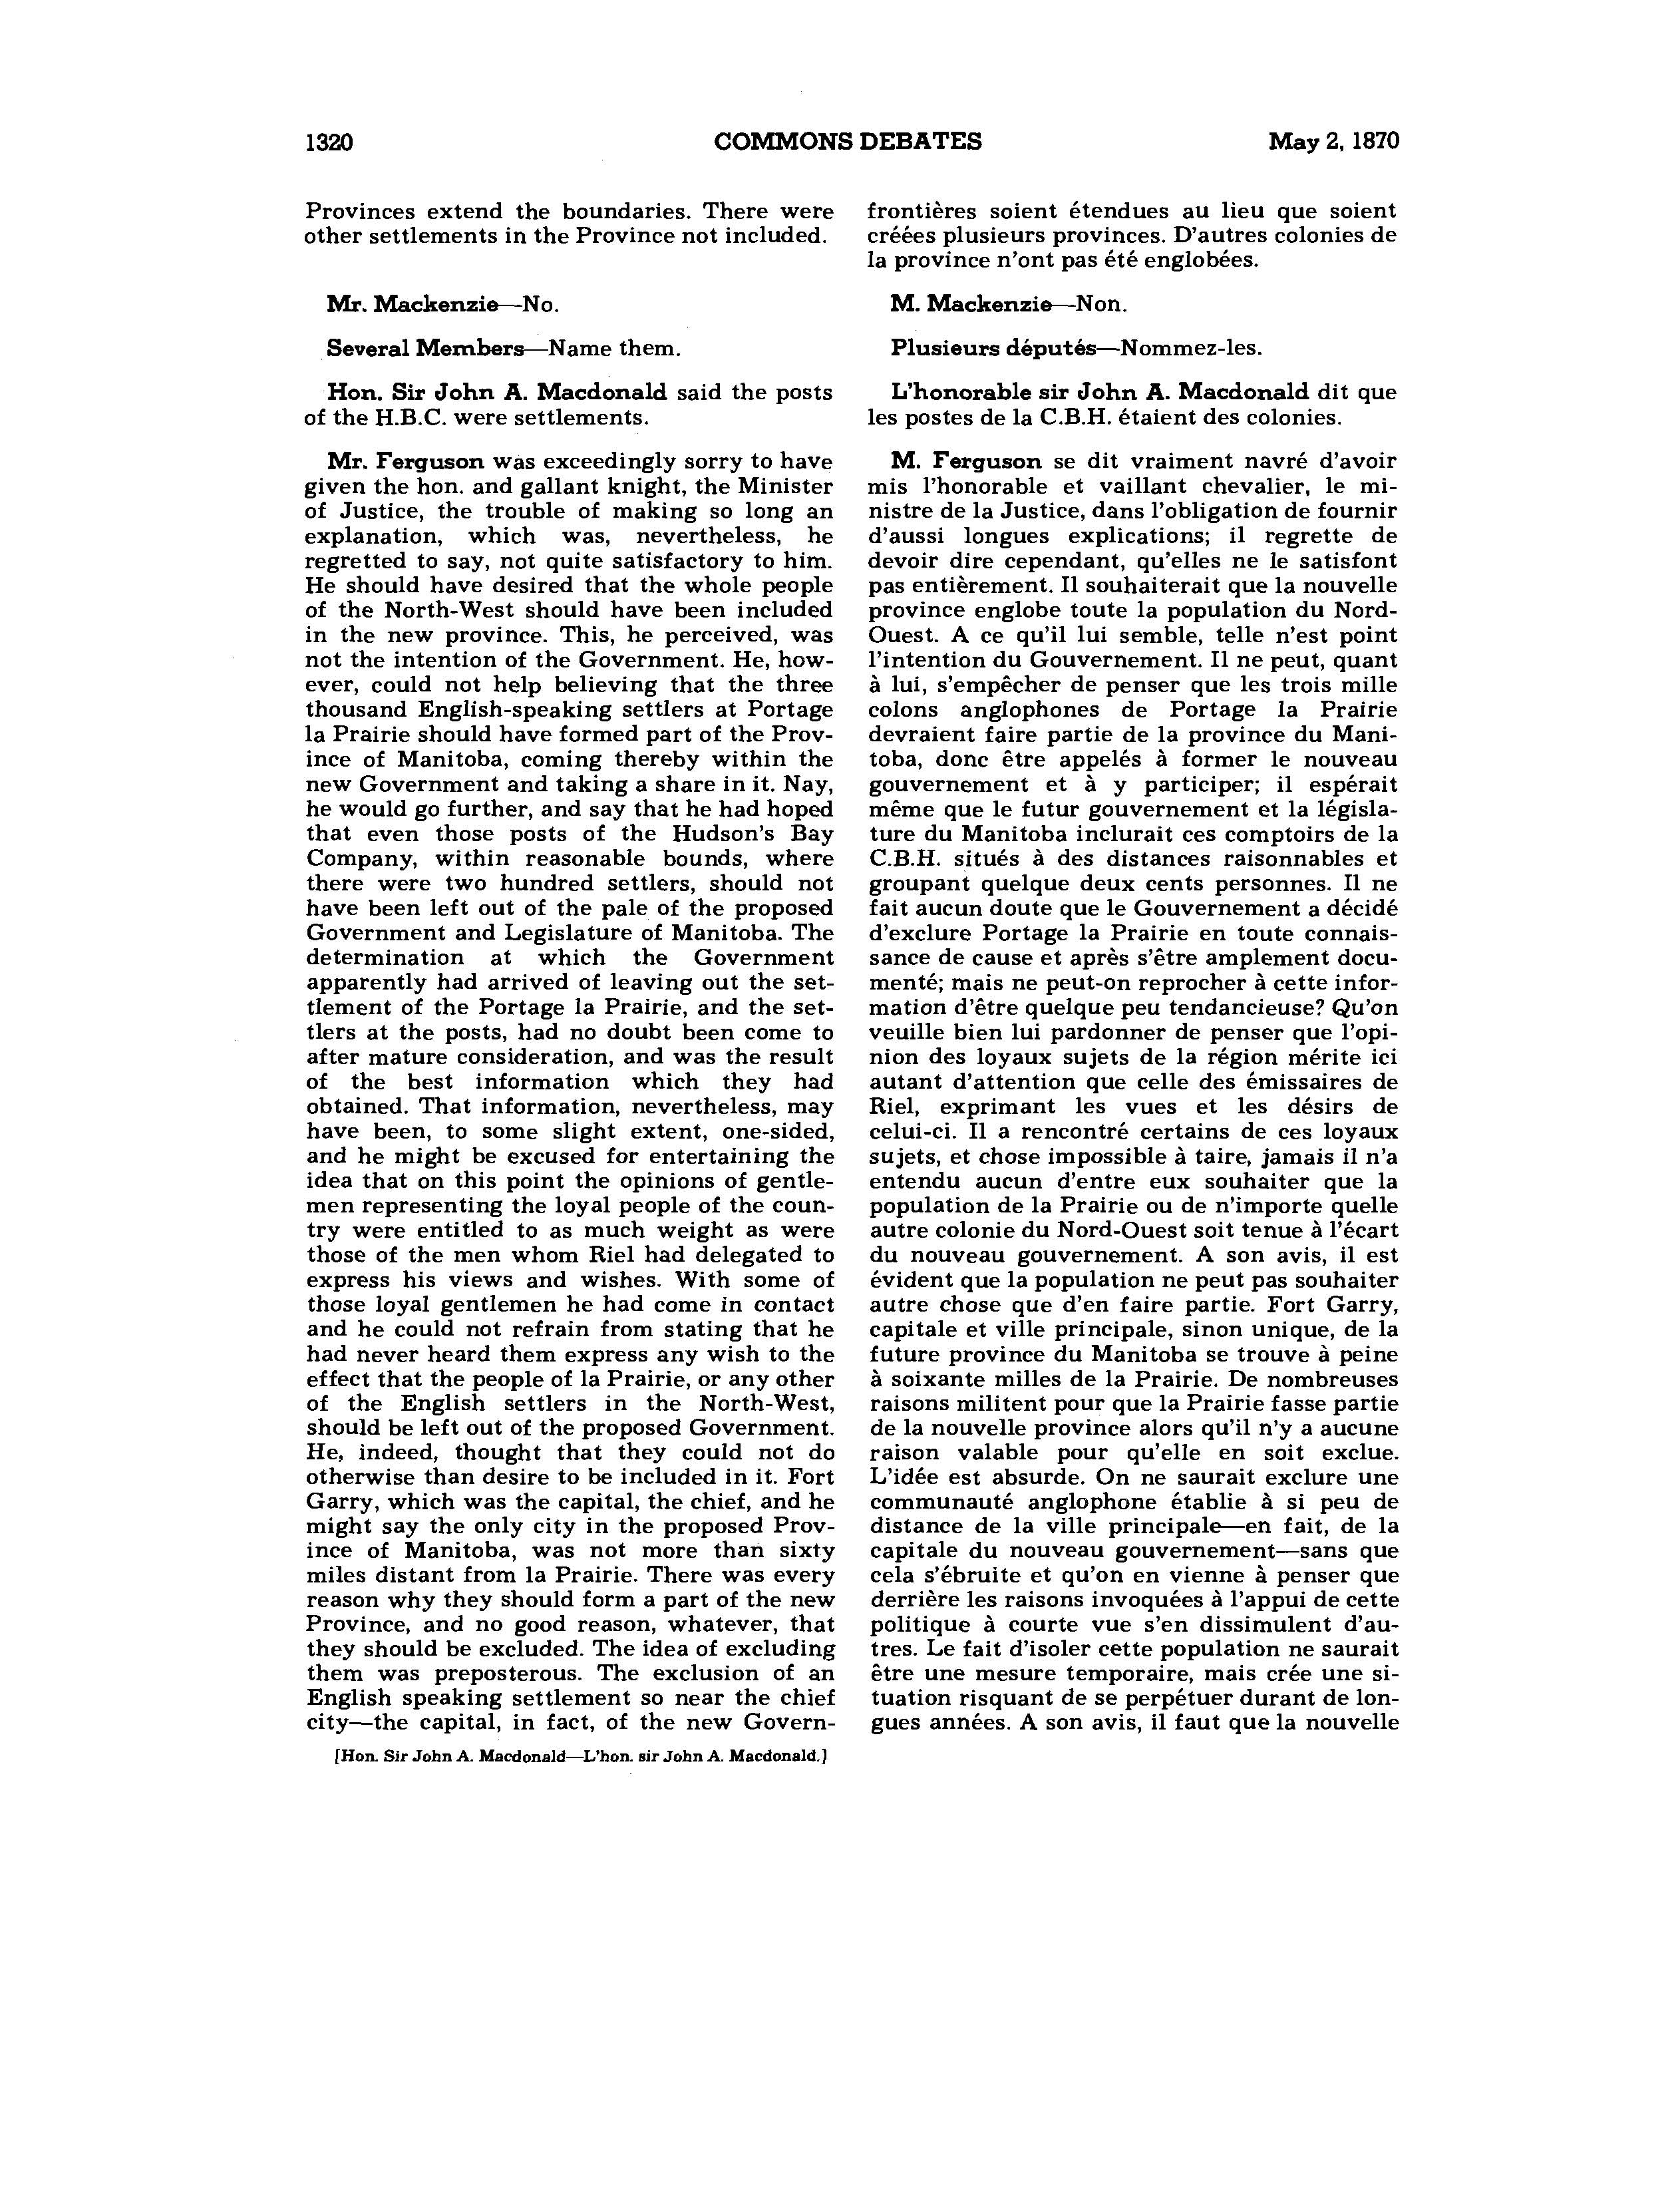 1320 COMMONS DEBATES May 2, 1870
Provinces extend the boundaries. There were
other settlements in the Province not included.
Mr. Mackenzie—No.
Several Members—Name them.
Hon. Sir John A. Macdonald said the posts
of the H.B.C. were settlements.
Mr. Ferguson was exceedingly sorry to have
given the hon. and gallant knight, the Minister
of Justice, the trouble of making so long an
explanation, which was, nevertheless, he
regretted to say, not quite satisfactory to him.
He should have desired that the whole people
of the North-West should have been included
in the new province. This, he perceived, was
not the intention of the Government. He, how-
ever, could not help believing that the three
thousand English-speaking settlers at Portage
la Prairie should have formed part of the Prov-
ince of Manitoba, coming thereby within the
new Government and taking a share in it. Nay,
he would go further, and say that he had hoped
that even those posts of the Hudson's Bay
Company, within reasonable bounds, where
there were two hundred settlers, should not
have been left out of the pale of the proposed
Government and Legislature of Manitoba. The
determination at which the Government
apparently had arrived of leaving out the set-
tlement of the Portage la Prairie, and the set-
tlers at the posts, had no doubt been come to
after mature consideration, and was the result
of the best information which they had
obtained. That information, nevertheless, may
have been, to some slight extent, one-sided,
and he might be excused for entertaining the
idea that on this point the opinions of gentle-
men representing the loyal people of the coun-
try were entitled to as much weight as were
those of the men whom Riel had delegated to
express his views and wishes. With some of
those loyal gentlemen he had come in contact
and he could not refrain from stating that he
had never heard them express any wish to the
effect that the people of la Prairie, or any other
of the English settlers in the North-West,
should be left out of the proposed Government.
He, indeed, thought that they could not do
otherwise than desire to be included in it. Fort
Garry, which was the capital, the chief, and he
might say the only city in the proposed Prov-
ince of Manitoba, was not more than sixty
miles distant from la Prairie. There was every
reason why they should form a part of the new
Province, and no good reason, whatever, that
they should be excluded. The idea of excluding
them was preposterous. The exclusion of an
English speaking settlement so near the chief
city—the capital, in fact, of the new Govern-
frontières soient étendues au lieu que soient
créées plusieurs provinces. D'autres colonies de
la province n'ont pas été englobées.
M. Mackenzie—Non.
Plusieurs députés—Nommez-les.
L'honorable sir John A. Macdonald dit que
les postes de la C.B.H. étaient des colonies.
M. Ferguson se dit vraiment navré d'avoir
mis l'honorable et vaillant chevalier, le mi-
nistre de la Justice, dans l'obligation de fournir
d'aussi longues explications; il regrette de
devoir dire cependant, qu'elles ne le satisfont
pas entièrement. Il souhaiterait que la nouvelle
province englobe toute la population du Nord-
Ouest. A ce qu'il lui semble, telle n'est point
l'intention du Gouvernement. Il ne peut, quant
à lui, s'empêcher de penser que les trois mille
colons anglophones de Portage la Prairie
devraient faire partie de la province du Mani-
toba, donc être appelés à former le nouveau
gouvernement et à y participer; il espérait
même que le futur gouvernement et la législa-
ture du Manitoba inclurait ces comptoirs de la
C.B.H. situés à des distances raisonnables et
groupant quelque deux cents personnes. Il ne
fait aucun doute que le Gouvernement a décidé
d'exclure Portage la Prairie en toute connais-
sance de cause et après s'être amplement docu-
menté; mais ne peut-on reprocher à cette infor-
mation d'être quelque peu tendancieuse? Qu'on
veuille bien lui pardonner de penser que l'opi-
nion des loyaux sujets de la région mérite ici
autant d'attention que celle des émissaires de
Riel, exprimant les vues et les désirs de
celui-ci. Il a rencontré certains de ces loyaux
sujets, et chose impossible à taire, jamais il n'a
entendu aucun d'entre eux souhaiter que la
population de la Prairie ou de n'importe quelle
autre colonie du Nord-Ouest soit tenue à l'écart
du nouveau gouvernement. A son avis, il est
évident que la population ne peut pas souhaiter
autre chose que d'en faire partie. Fort Garry,
capitale et ville principale, sinon unique, de la
future province du Manitoba se trouve à peine
à soixante milles de la Prairie. De nombreuses
raisons militent pour que la Prairie fasse partie
de la nouvelle province alors qu'il n'y a aucune
raison valable pour qu'elle en soit exclue.
L'idée est absurde. On ne saurait exclure une
communauté anglophone établie à si peu de
distance de la ville principale—en fait, de la
capitale du nouveau gouvernement—sans que
cela s'ébruite et qu'on en vienne à penser que
derrière les raisons invoquées à l'appui de cette
politique à courte vue s'en dissimulent d'au-
tres. Le fait d'isoler cette population ne saurait
être une mesure temporaire, mais crée une si-
tuation risquant de se perpétuer durant de lon-
gues années. A son avis, il faut que la nouvelle
[Hon. Sir John A. Macdonald—L'hon. sir John A. Macdonald.]